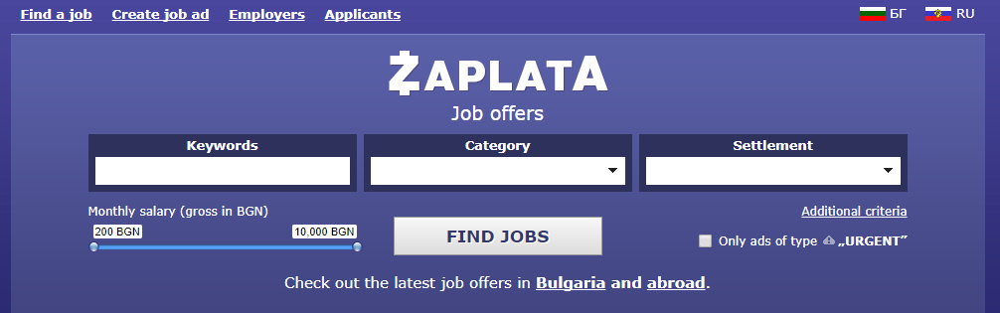 Find a job Create job ad Employers Applicants БГ RU
ZAPLATA
Job offers
Keywords Category Settlement
Monthly salary (gross in BGN) Additional criteria
200 BGN 10,000 BGN FIND JOBS Only ads of type „URGENT”
Check out the latest job offers in Bulgaria and abroad.